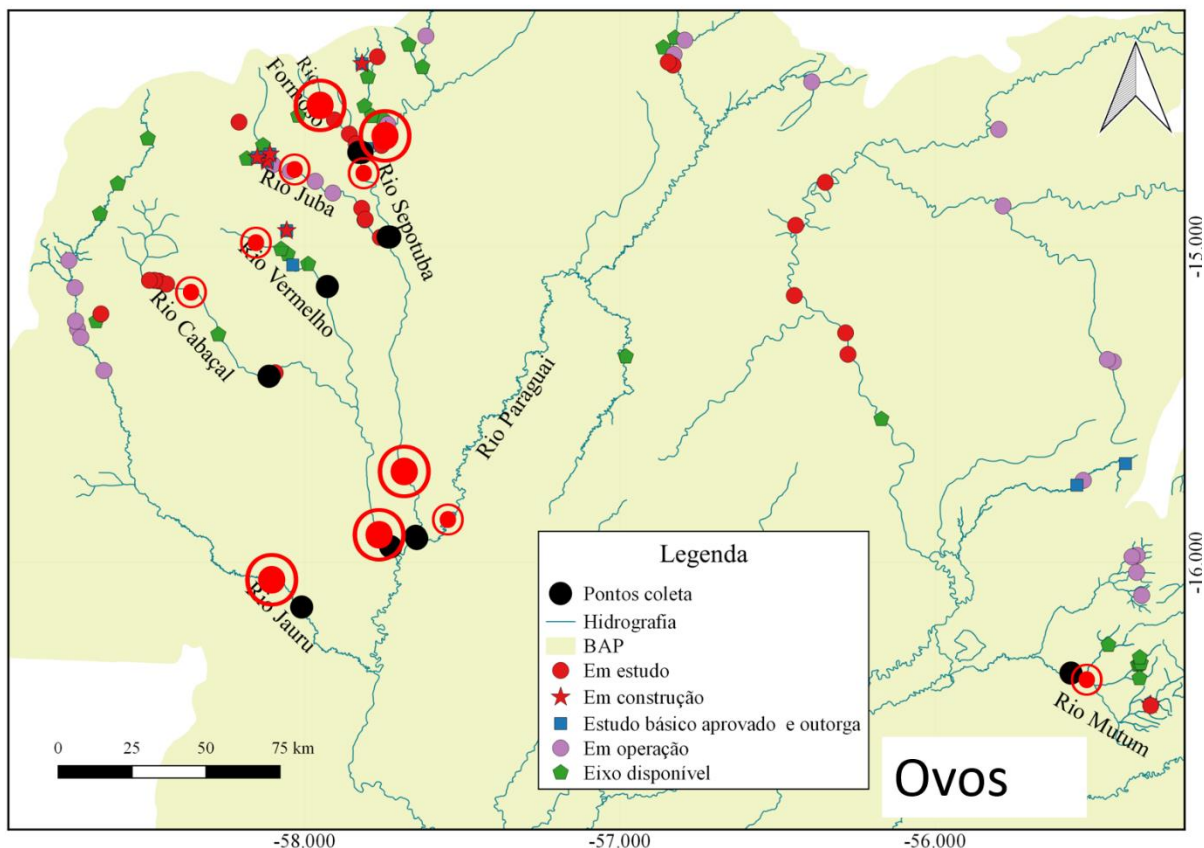 Rio
Formoso
Rio Juba
Rio Sepotuba
Rio Vermelho
Rio Cabaçal
Rio Paraguai
Rio Jauru
Rio Mutum
-15.000
-16.000
Legenda
Pontos coleta
Hidrografia
BAP
Em estudo
Em construção
Estudo básico aprovado e outorga
Em operação
Eixo disponível
0 25 50 75 km
Ovos
-58.000 -57.000 -56.000